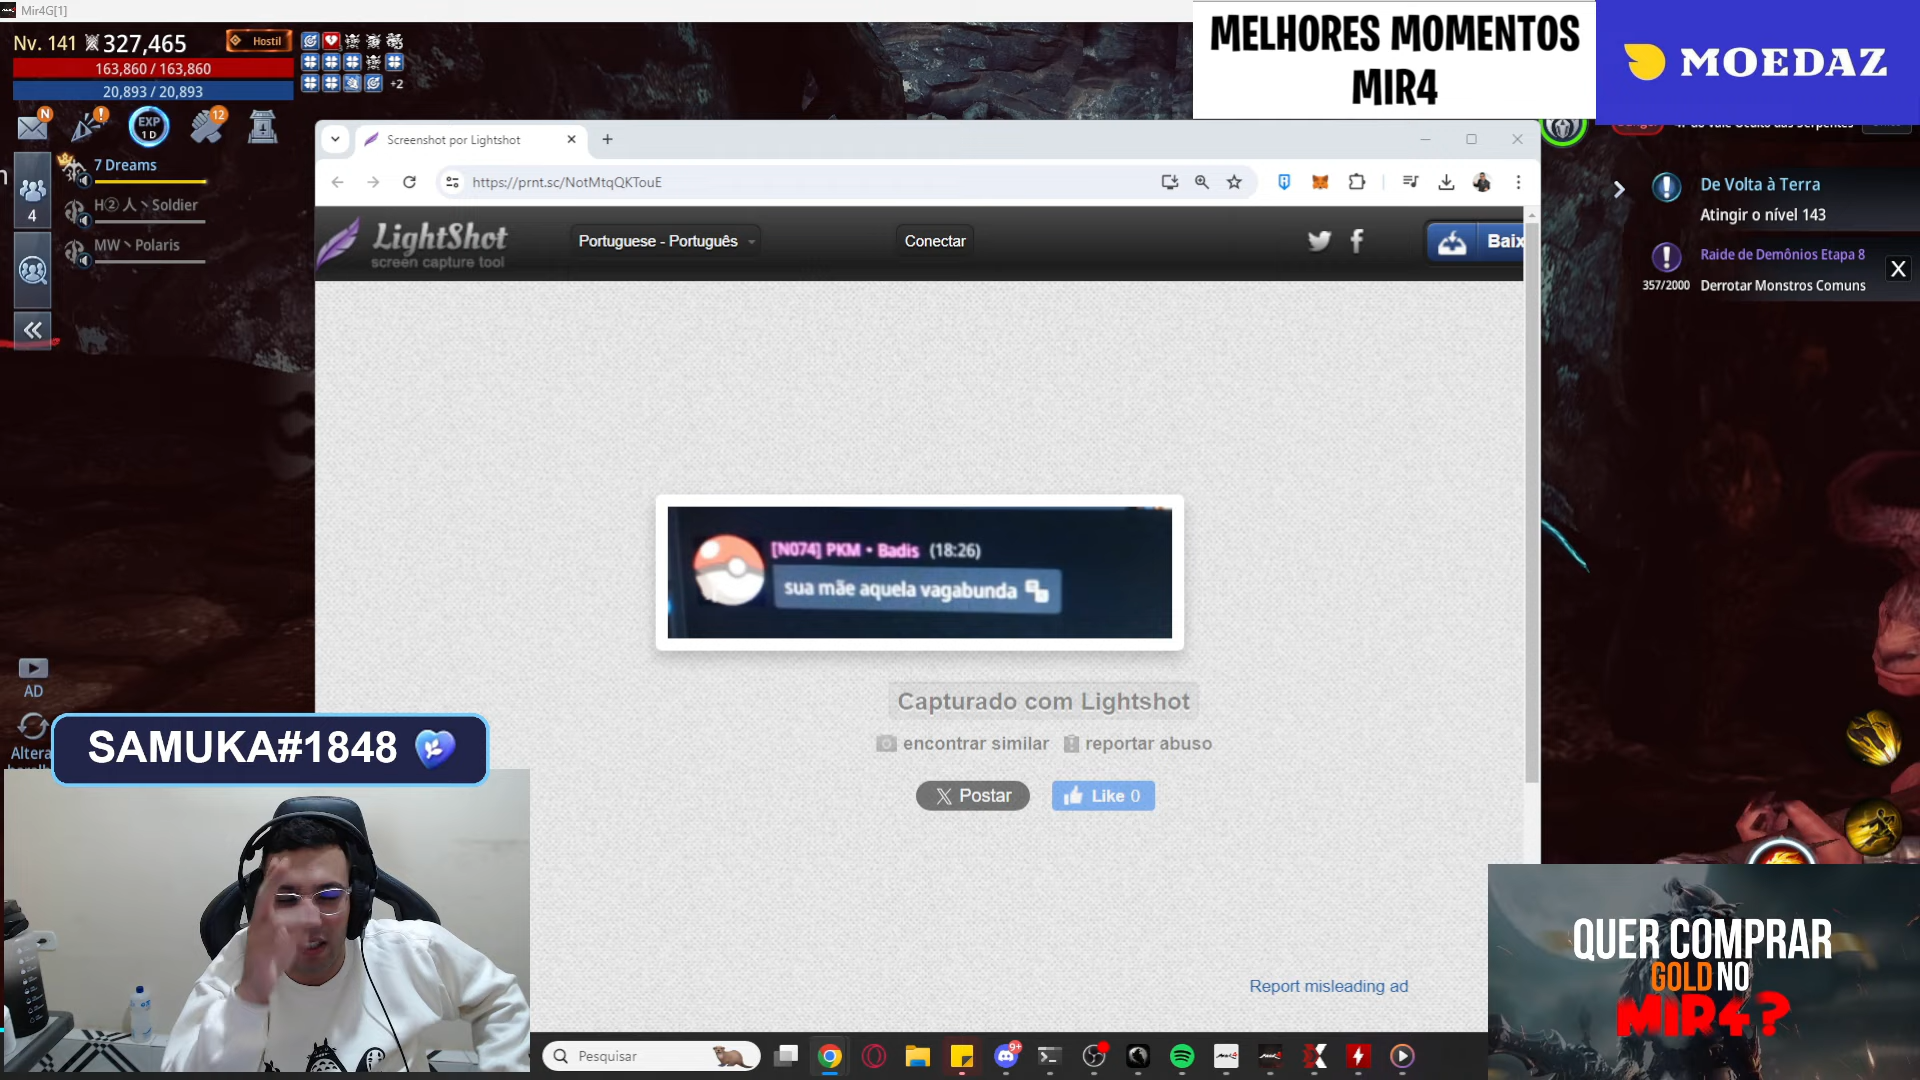 Mir4G[1]
Nv. 141 327,465
Hostil
163,860 / 163,860
20,893 / 20,893
+2
N
EXP
1 D
12
4
7 Dreams
H②人丶Soldier
MW丶Polaris
AD
Altera
MELHORES MOMENTOS
MIR4
MOEDAZ
De Volta à Terra
Atingir o nível 143
Raide de Demônios Etapa 8
357/2000 Derrotar Monstros Comuns
X
Screenshot por Lightshot
https://prnt.sc/NotMtqQKTouE
LightShot
screen capture tool
Portuguese - Português
Conectar
Baix
[N074] PKM • Badis (18:26)
sua mãe aquela vagabunda
Capturado com Lightshot
encontrar similar reportar abuso
Postar
Like 0
Report misleading ad
SAMUKA#1848
QUER COMPRAR
GOLD NO
MIR4?
Pesquisar
9+